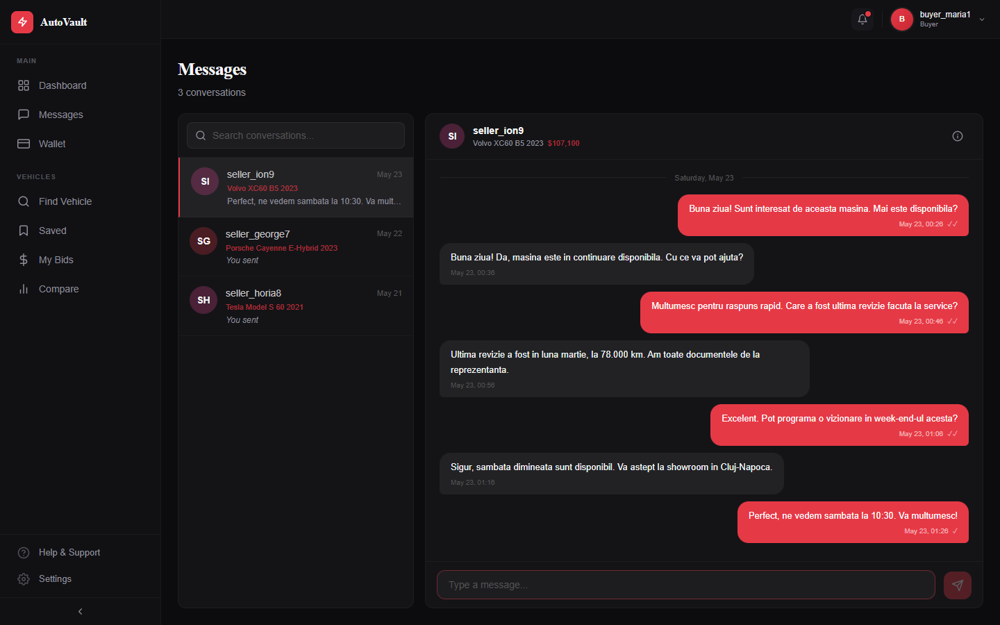 AutoVault
MAIN
Dashboard
Messages
Wallet
VEHICLES
Find Vehicle
Saved
My Bids
Compare
Help & Support
Settings
B
buyer_maria1
Buyer
Messages
3 conversations
Search conversations...
SI
seller_ion9
May 23
Volvo XC60 B5 2023
Perfect, ne vedem sambata la 10:30. Va mult...
SG
seller_george7
May 22
Porsche Cayenne E-Hybrid 2023
You sent
SH
seller_horia8
May 21
Tesla Model S 60 2021
You sent
SI
seller_ion9
Volvo XC60 B5 2023 $107,100
Saturday, May 23
Buna ziua! Sunt interesat de aceasta masina. Mai este disponibila?
May 23, 00:26 ✓✓
Buna ziua! Da, masina este in continuare disponibila. Cu ce va pot ajuta?
May 23, 00:36
Multumesc pentru raspuns rapid. Care a fost ultima revizie facuta la service?
May 23, 00:46 ✓✓
Ultima revizie a fost in luna martie, la 78.000 km. Am toate documentele de la
reprezentanta.
May 23, 00:56
Excelent. Pot programa o vizionare in week-end-ul acesta?
May 23, 01:06 ✓✓
Sigur, sambata dimineata sunt disponibil. Va astept la showroom in Cluj-Napoca.
May 23, 01:16
Perfect, ne vedem sambata la 10:30. Va multumesc!
May 23, 01:26 ✓
Type a message...